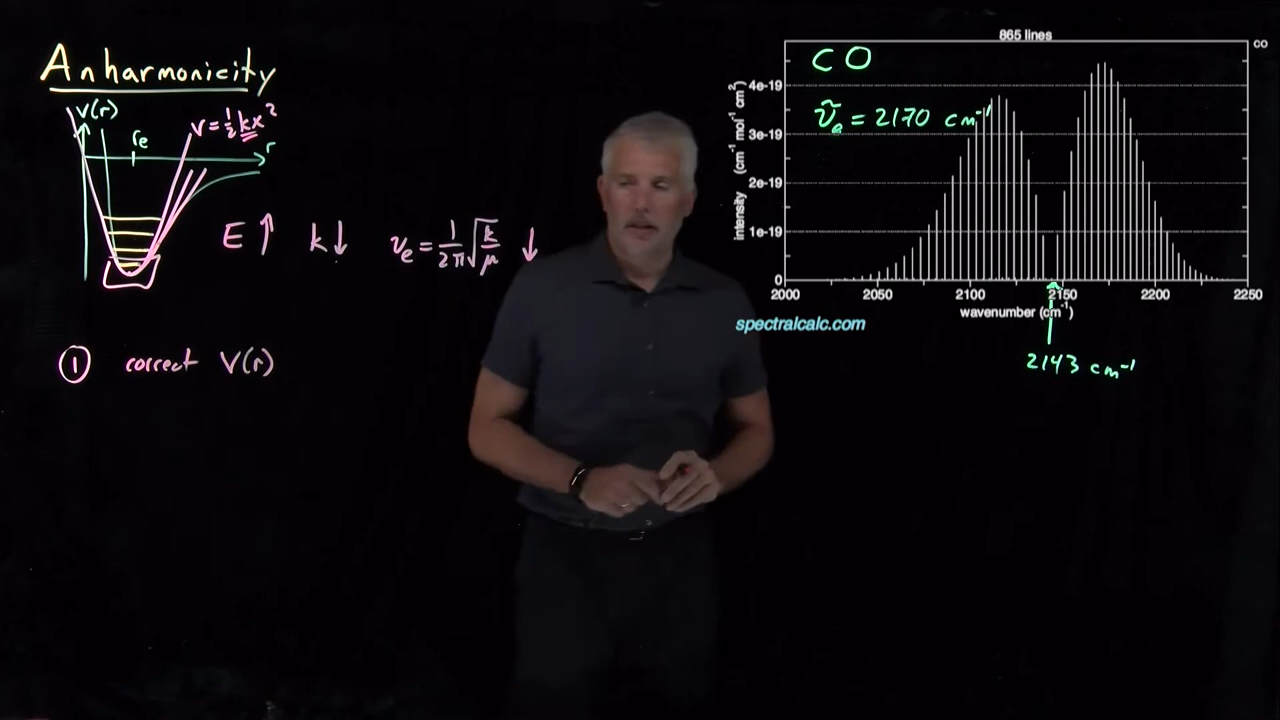 Anharmonicity
V(r)
re
V = ½kx²
r
E ↑ k↓ νe = 1/2π √k/μ ↓
① correct V(r)
865 lines
CO
CO
ν̃e = 2170 cm⁻¹
intensity (cm⁻¹ mol⁻¹ cm²)
4e-19
3e-19
2e-19
1e-19
0
2000 2050 2100 2150 2200 2250
wavenumber (cm⁻¹)
spectralcalc.com
2143 cm⁻¹